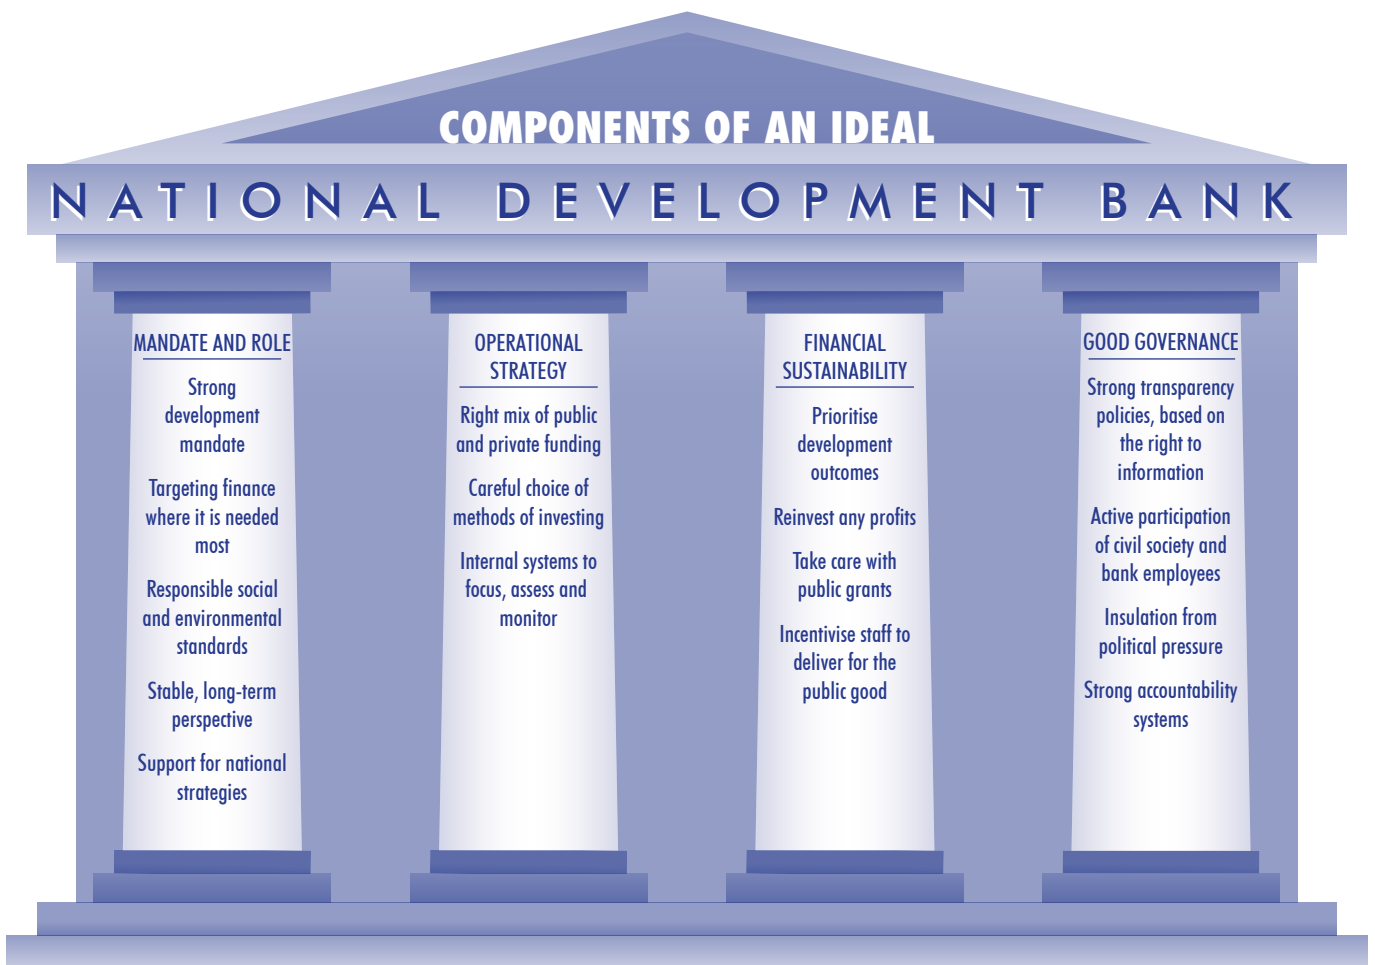 COMPONENTS OF AN IDEAL
NATIONAL DEVELOPMENT BANK
MANDATE AND ROLE
Strong
development
mandate
Targeting finance
where it is needed
most
Responsible social
and environmental
standards
Stable, long-term
perspective
Support for national
strategies
OPERATIONAL
STRATEGY
Right mix of public
and private funding
Careful choice of
methods of investing
Internal systems to
focus, assess and
monitor
FINANCIAL
SUSTAINABILITY
Prioritise
development
outcomes
Reinvest any profits
Take care with
public grants
Incentivise staff to
deliver for the
public good
GOOD GOVERNANCE
Strong transparency
policies, based on
the right to
information
Active participation
of civil society and
bank employees
Insulation from
political pressure
Strong accountability
systems